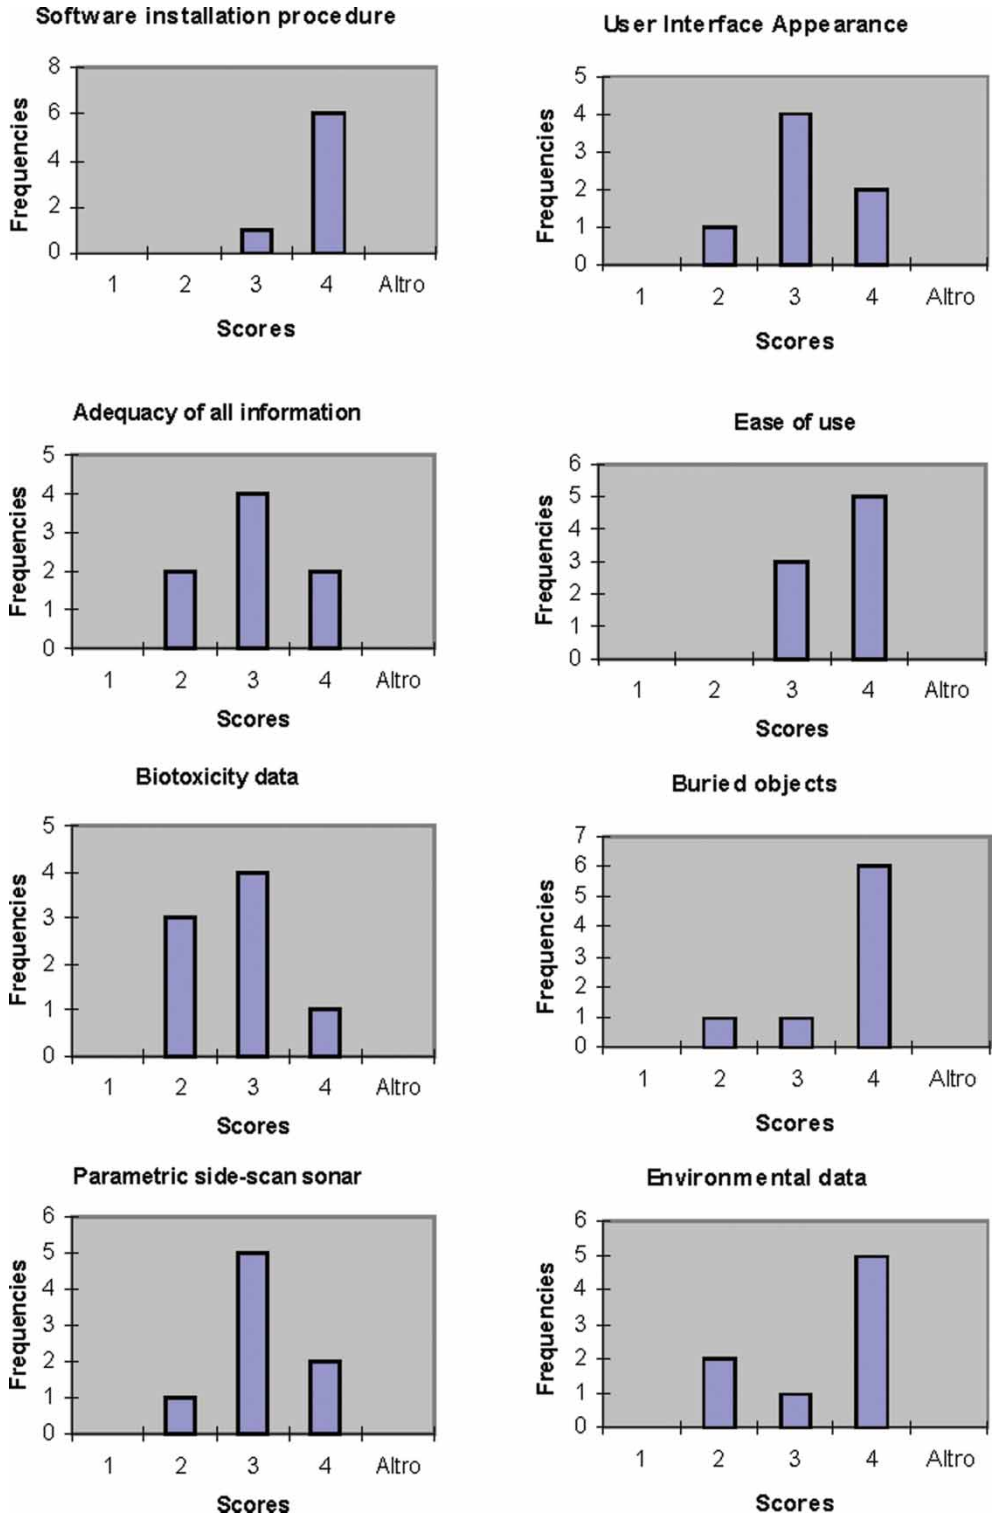 Software installation procedure
Frequencies
8
6
4
2
0
1 2 3 4 Altro
Scores
User Interface Appearance
Frequencies
5
4
3
2
1
0
1 2 3 4 Altro
Scores
Adequacy of all information
Frequencies
5
4
3
2
1
0
1 2 3 4 Altro
Scores
Ease of use
Frequencies
6
5
4
3
2
1
0
1 2 3 4 Altro
Scores
Biotoxicity data
Frequencies
5
4
3
2
1
0
1 2 3 4 Altro
Scores
Buried objects
Frequencies
7
6
5
4
3
2
1
0
1 2 3 4 Altro
Scores
Parametric side-scan sonar
Frequencies
6
5
4
3
2
1
0
1 2 3 4 Altro
Scores
Environmental data
Frequencies
6
5
4
3
2
1
0
1 2 3 4 Altro
Scores